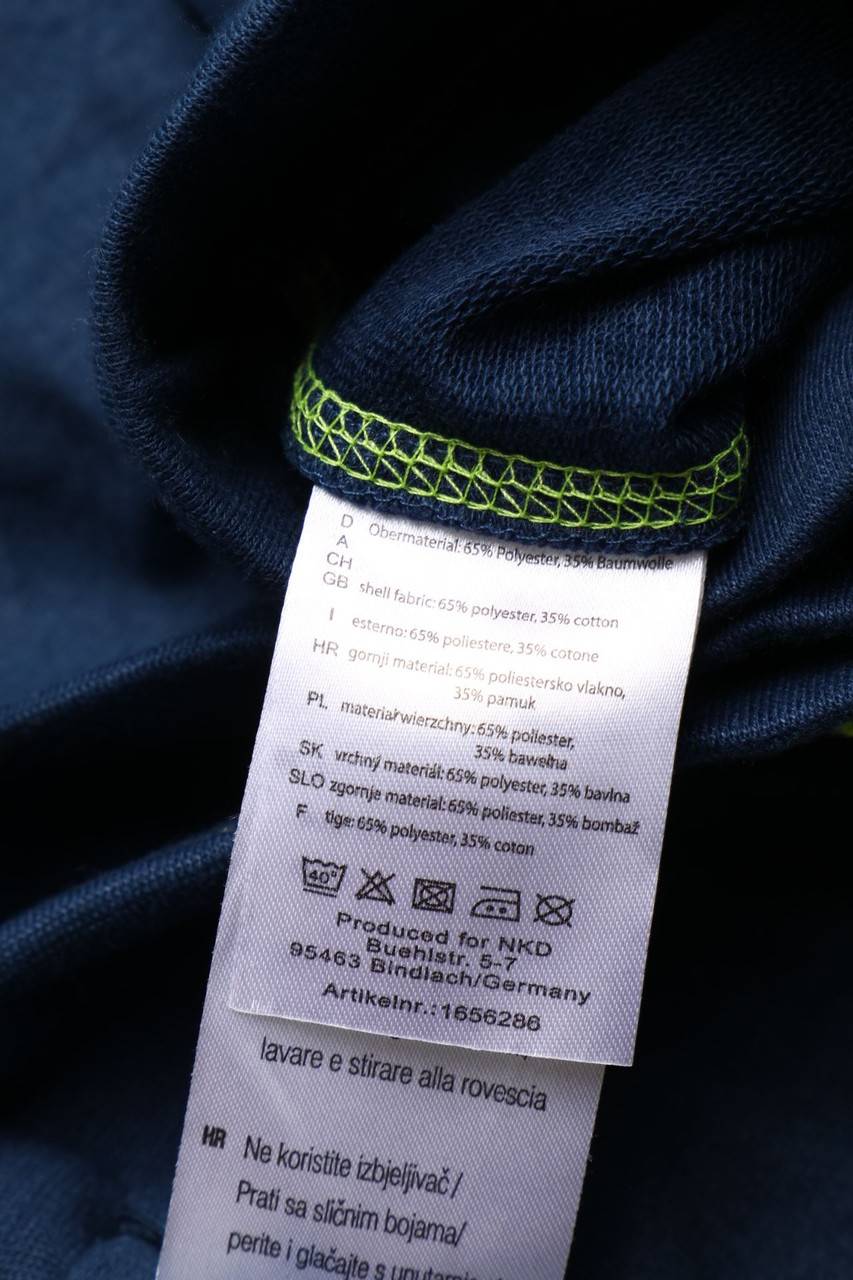 D Obermaterial: 65% Polyester, 35% Baumwolle
A
CH
GB shell fabric: 65% polyester, 35% cotton
I esterno: 65% poliestere, 35% cotone
HR gornji material: 65% poliestersko vlakno,
35% pamuk
PL materiał wierzchny: 65% poliester,
35% bawełna
SK vrchný materiál: 65% polyester, 35% bavlna
SLO zgornje material: 65% poliester, 35% bombaž
F tige: 65% polyester, 35% coton
40°
Produced for NKD
Buehlstr. 5-7
95463 Bindlach/Germany
Artikelnr.: 1656286
lavare e stirare alla rovescia
HR Ne koristite izbjeljivač/
Prati sa sličnim bojama/
perite i glačajte s